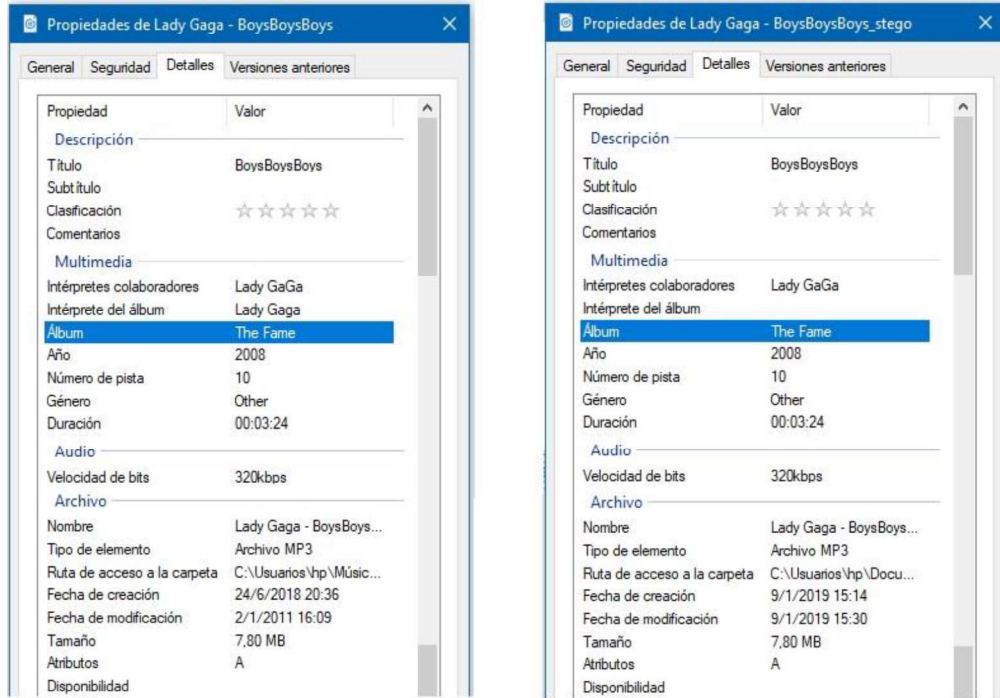 Propiedades de Lady Gaga - BoysBoysBoys
General Seguridad Detalles Versiones anteriores
Propiedad Valor
Descripción
Título BoysBoysBoys
Subtítulo
Clasificación
Comentarios
Multimedia
Intérpretes colaboradores Lady GaGa
Intérprete del álbum Lady Gaga
Álbum The Fame
Año 2008
Número de pista 10
Género Other
Duración 00:03:24
Audio
Velocidad de bits 320kbps
Archivo
Nombre Lady Gaga - BoysBoys...
Tipo de elemento Archivo MP3
Ruta de acceso a la carpeta C:\Usuarios\hp\Músic...
Fecha de creación 24/6/2018 20:36
Fecha de modificación 2/1/2011 16:09
Tamaño 7,80 MB
Atributos A
Disponibilidad
Propiedades de Lady Gaga - BoysBoysBoys_stego
General Seguridad Detalles Versiones anteriores
Propiedad Valor
Descripción
Título BoysBoysBoys
Subtítulo
Clasificación
Comentarios
Multimedia
Intérpretes colaboradores Lady GaGa
Intérprete del álbum
Álbum The Fame
Año 2008
Número de pista 10
Género Other
Duración 00:03:24
Audio
Velocidad de bits 320kbps
Archivo
Nombre Lady Gaga - BoysBoys...
Tipo de elemento Archivo MP3
Ruta de acceso a la carpeta C:\Usuarios\hp\Docu...
Fecha de creación 9/1/2019 15:14
Fecha de modificación 9/1/2019 15:30
Tamaño 7,80 MB
Atributos A
Disponibilidad